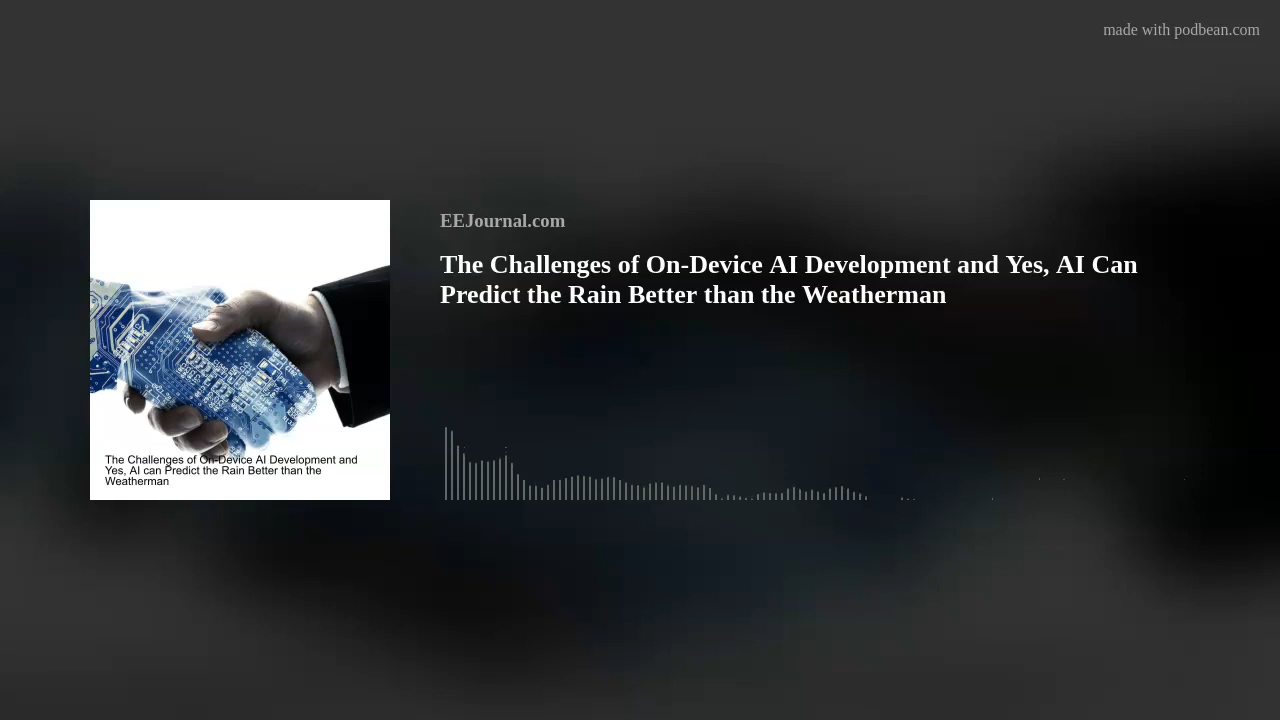 made with podbean.com
EEJournal.com
The Challenges of On-Device AI Development and Yes, AI Can
Predict the Rain Better than the Weatherman
The Challenges of On-Device AI Development and
Yes, AI can Predict the Rain Better than the
Weatherman